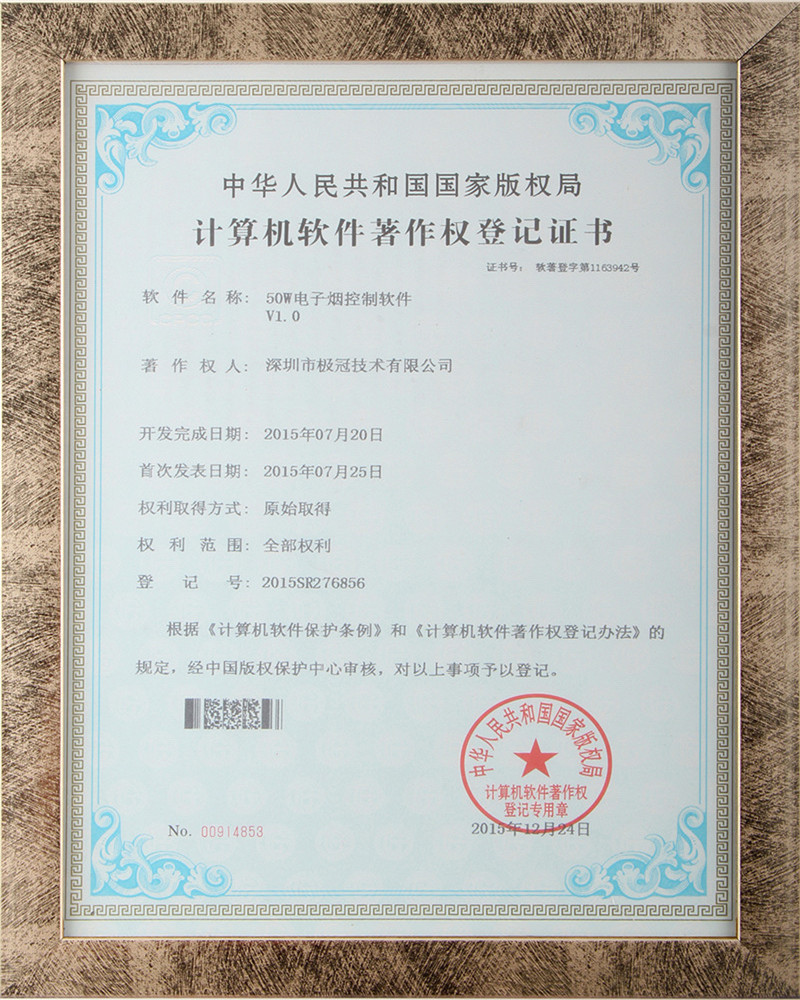 中华人民共和国国家版权局
计算机软件著作权登记证书
证书号: 软著登字第1163942号
软件名称: 50W电子烟控制软件
V1.0
著作权人: 深圳市极冠技术有限公司
开发完成日期: 2015年07月20日
首次发表日期: 2015年07月25日
权利取得方式: 原始取得
权利范围: 全部权利
登记号: 2015SR276856
根据《计算机软件保护条例》和《计算机软件著作权登记办法》的
规定，经中国版权保护中心审核，对以上事项予以登记。
中华人民共和国国家版权局
计算机软件著作权
登记专用章
No. 00914853
2015年12月24日